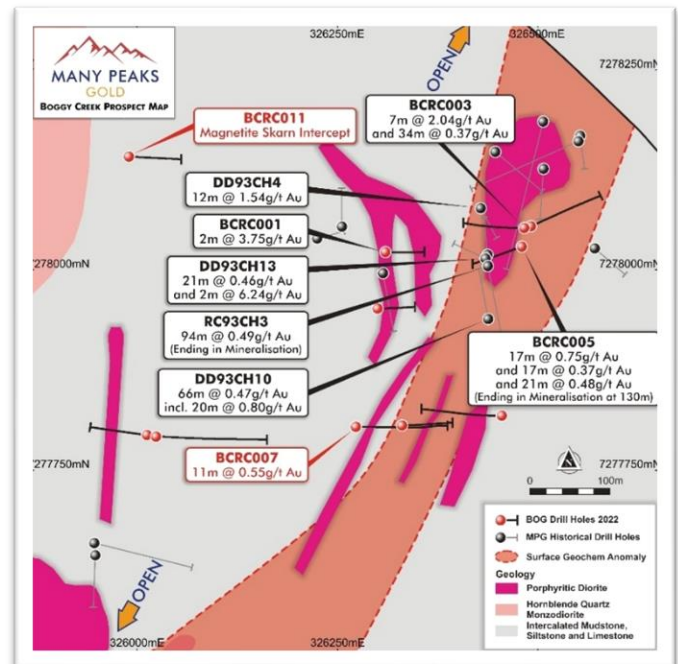 MANY PEAKS
GOLD
BOGGY CREEK PROSPECT MAP
326250mE
326500mE
7278250mN
OPEN
BCRC011
Magnetite Skarn Intercept
BCRC003
7m @ 2.04g/t Au
and 34m @ 0.37g/t Au
DD93CH4
12m @ 1.54g/t Au
BCRC001
2m @ 3.75g/t Au
DD93CH13
21m @ 0.46g/t Au
and 2m @ 6.24g/t Au
278000mN
7278000mN
RC93CH3
94m @ 0.49g/t Au
(Ending in Mineralisation)
BCRC005
17m @ 0.75g/t Au
and 17m @ 0.37g/t Au
and 21m @ 0.48g/t Au
(Ending in Mineralisation at 130m)
DD93CH10
66m @ 0.47g/t Au
incl. 20m @ 0.80g/t Au
BCRC007
11m @ 0.55g/t Au
277750mN
7277750mN
0 100m
BOG Drill Holes 2022
MPG Historical Drill Holes
Surface Geochem Anomaly
Geology
Porphyritic Diorite
Hornblende Quartz
Monzodiorite
Intercalated Mudstone,
Siltstone and Limestone
OPEN
326000mE
326250mE